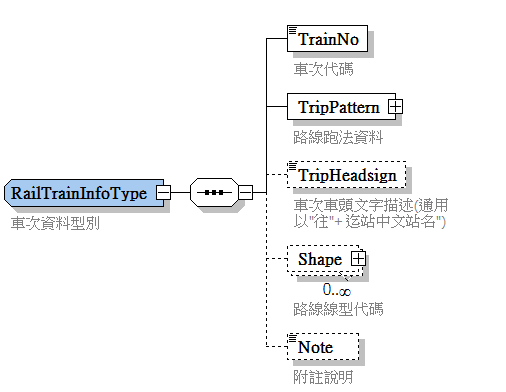 TrainNo
車次代碼
TripPattern
路線跑法資料
TripHeadsign
車次車頭文字描述(通用
以"往"+ 迄站中文站名")
RailTrainInfoType
車次資料型別
Shape
0..∞
路線線型代碼
Note
附註說明